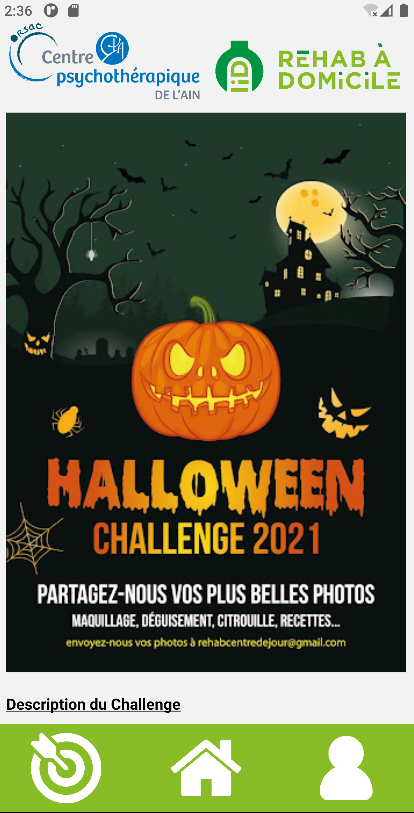 2:36
ORSAC
Centre
psychothérapique
DE L'AIN
REHAB À
DOMiCiLE
HALLOWEEN
CHALLENGE 2021
PARTAGEZ-NOUS VOS PLUS BELLES PHOTOS
MAQUILLAGE, DÉGUISEMENT, CITROUILLE, RECETTES...
envoyez-nous vos photos à rehabcentredejour@gmail.com
Description du Challenge